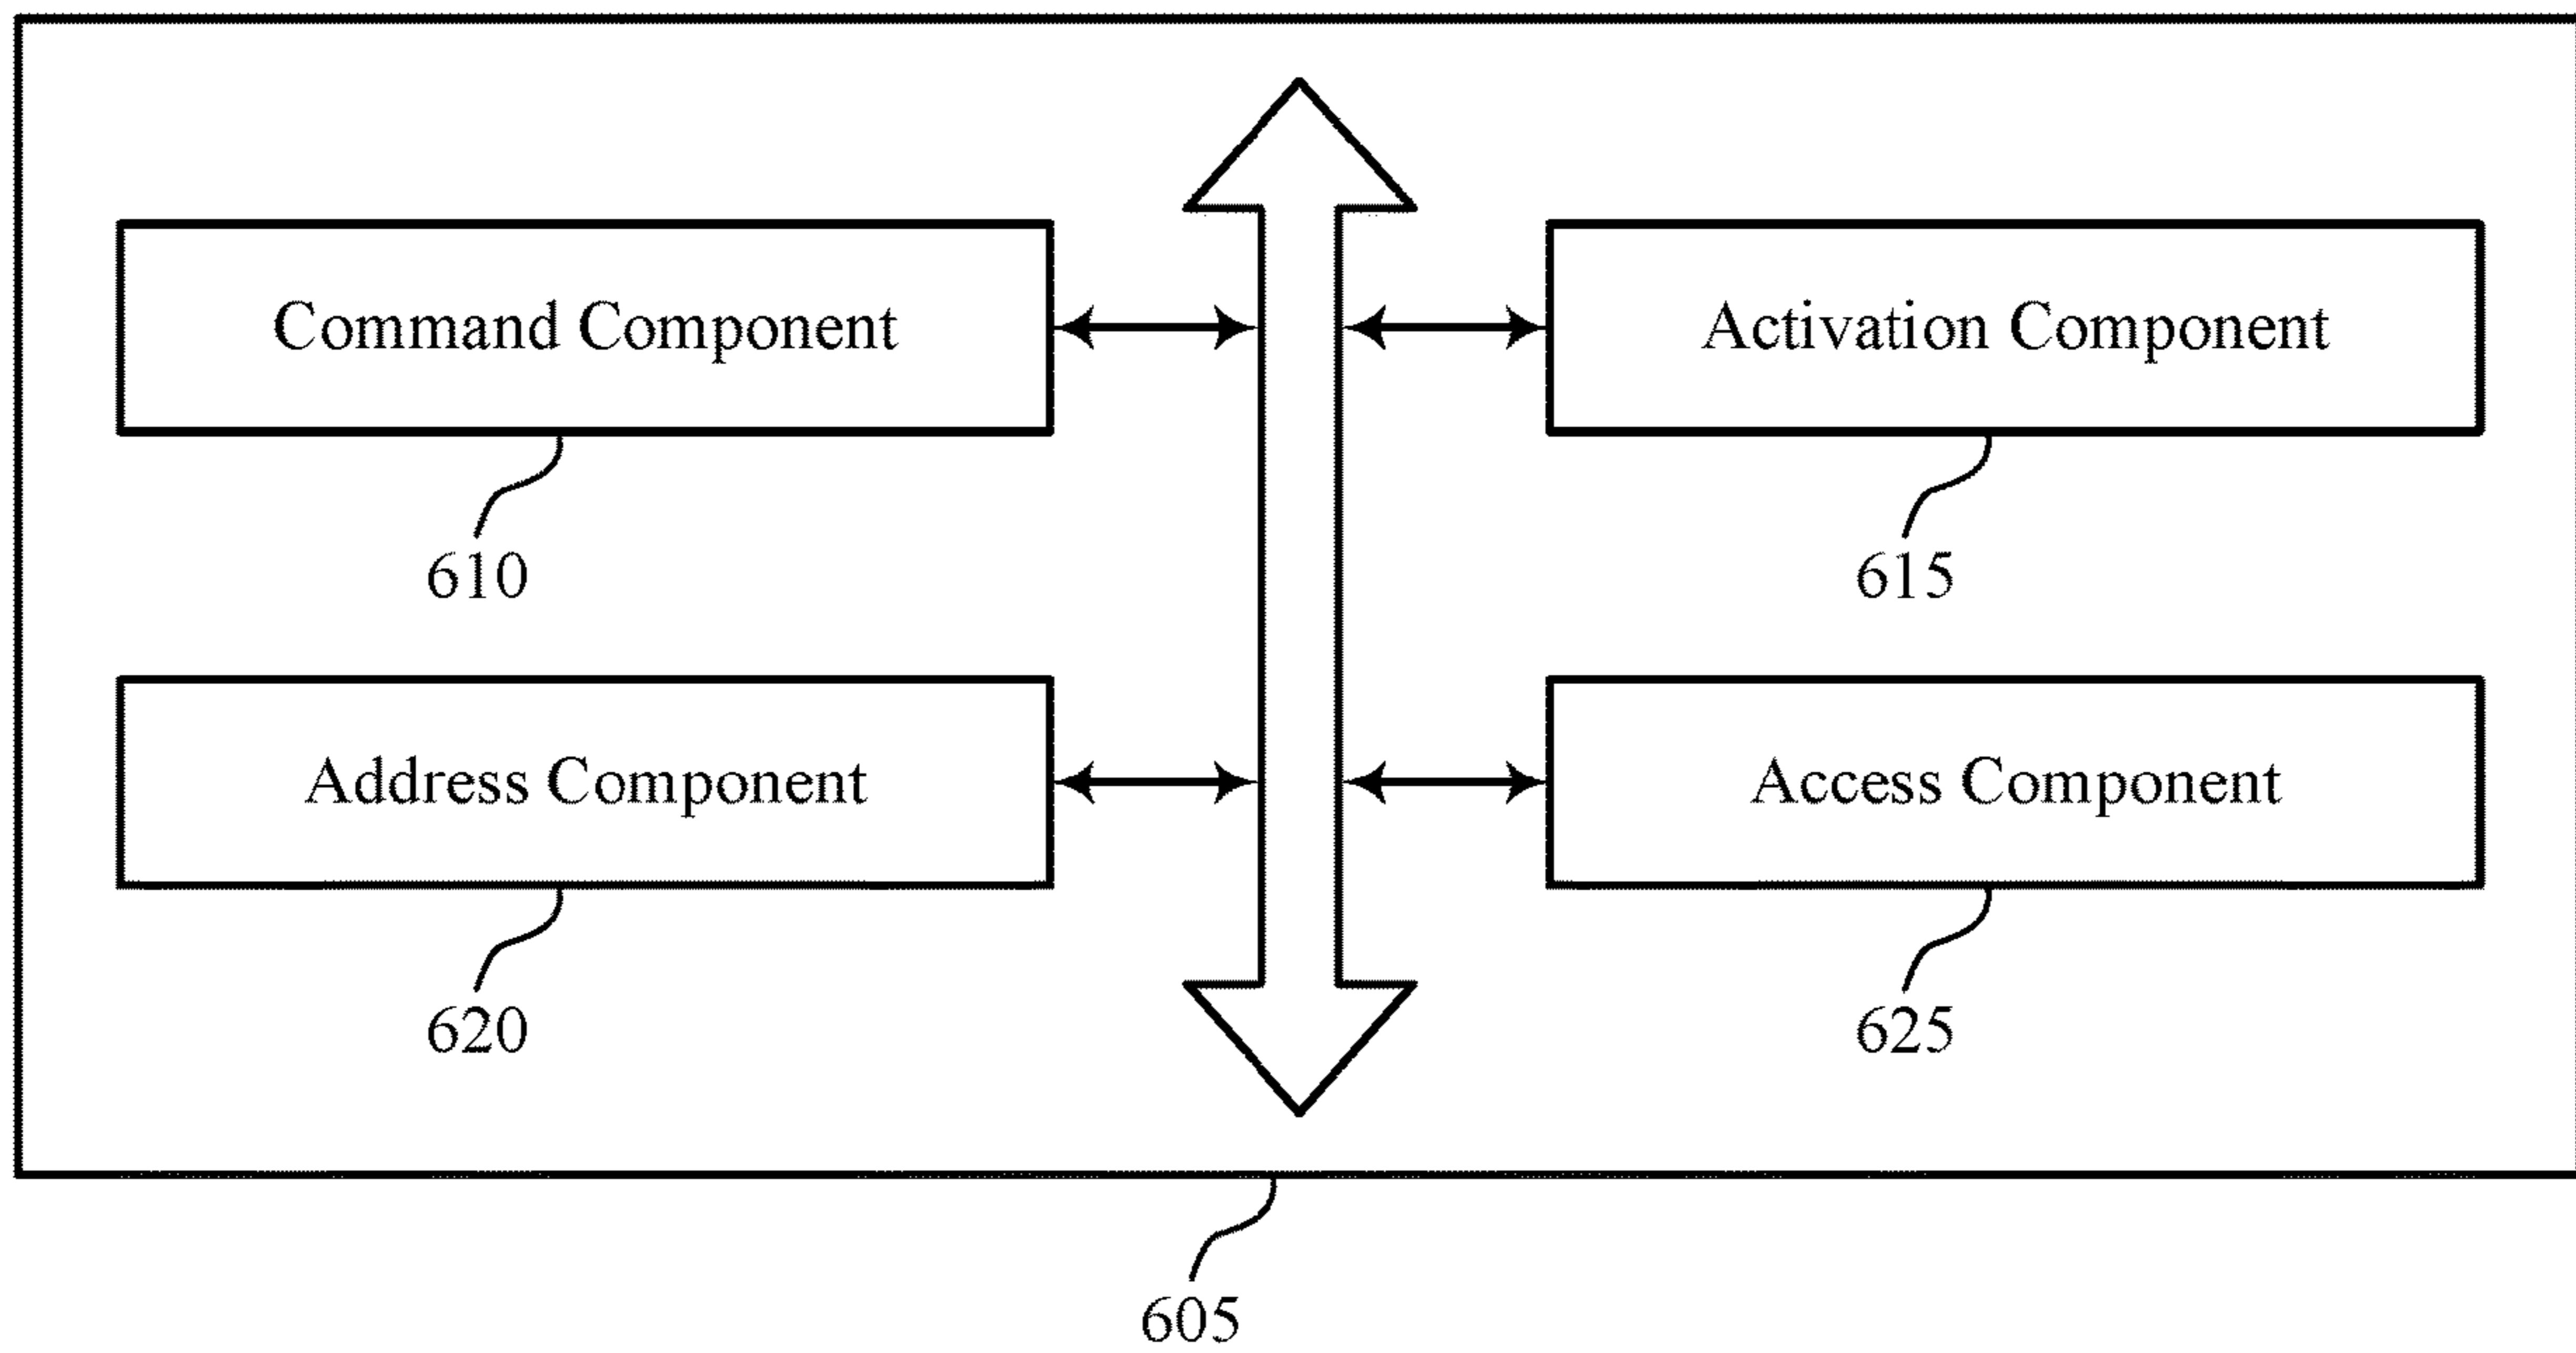 Command Component
Activation Component
610
615
Address Component
Access Component
620
625
605